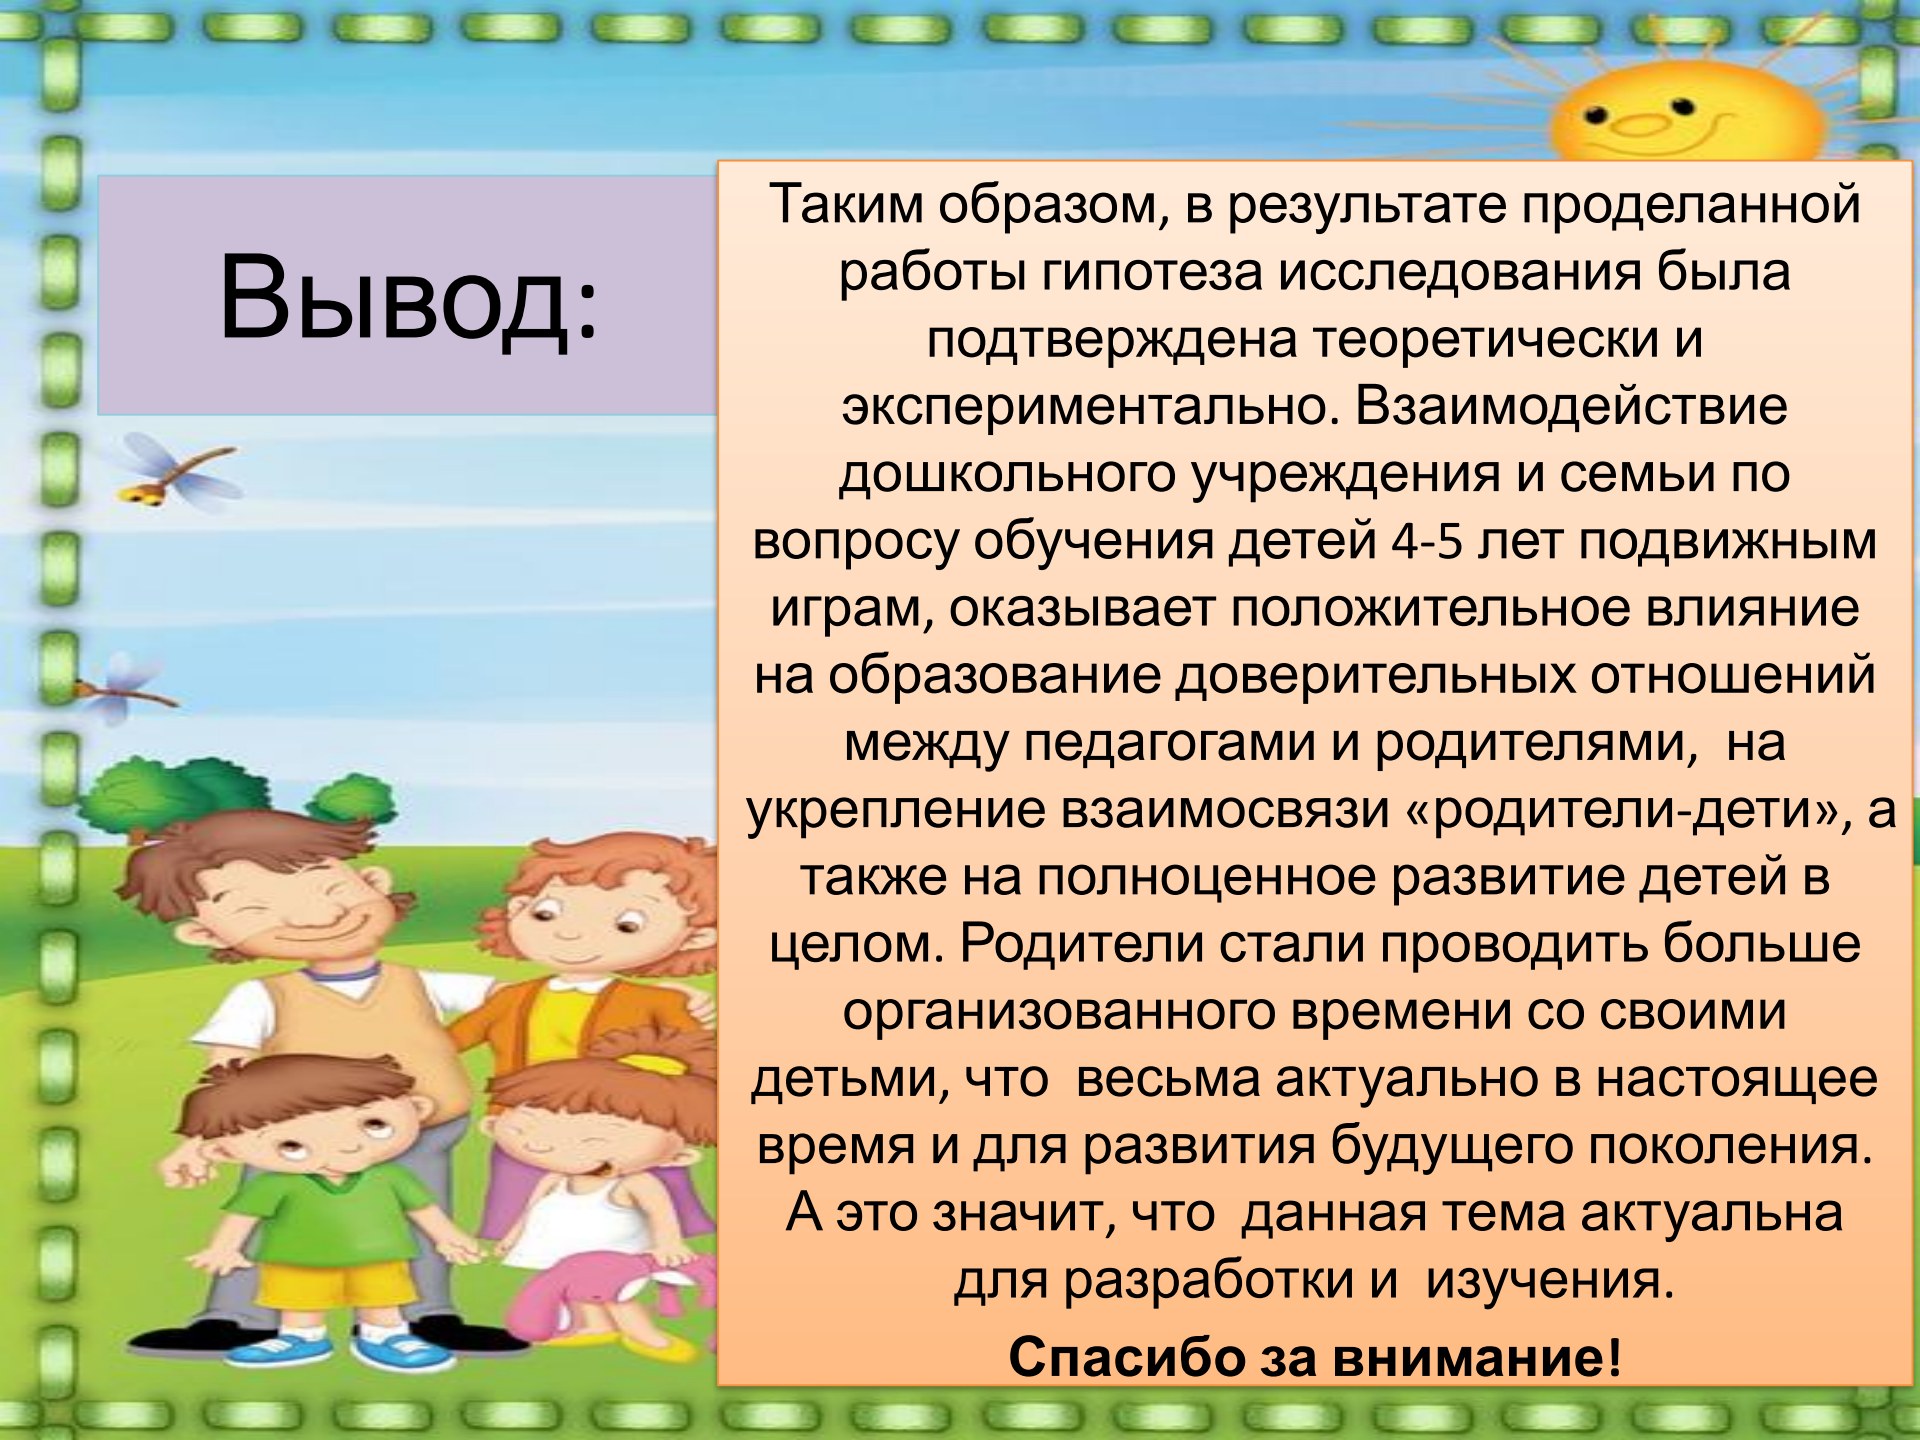 Вывод:
Таким образом, в результате проделанной
работы гипотеза исследования была
подтверждена теоретически и
экспериментально. Взаимодействие
дошкольного учреждения и семьи по
вопросу обучения детей 4-5 лет подвижным
играм, оказывает положительное влияние
на образование доверительных отношений
между педагогами и родителями,  на
укрепление взаимосвязи «родители-дети», а
также на полноценное развитие детей в
целом. Родители стали проводить больше
организованного времени со своими
детьми, что  весьма актуально в настоящее
время и для развития будущего поколения.
А это значит, что  данная тема актуальна
для разработки и  изучения.
Спасибо за внимание!